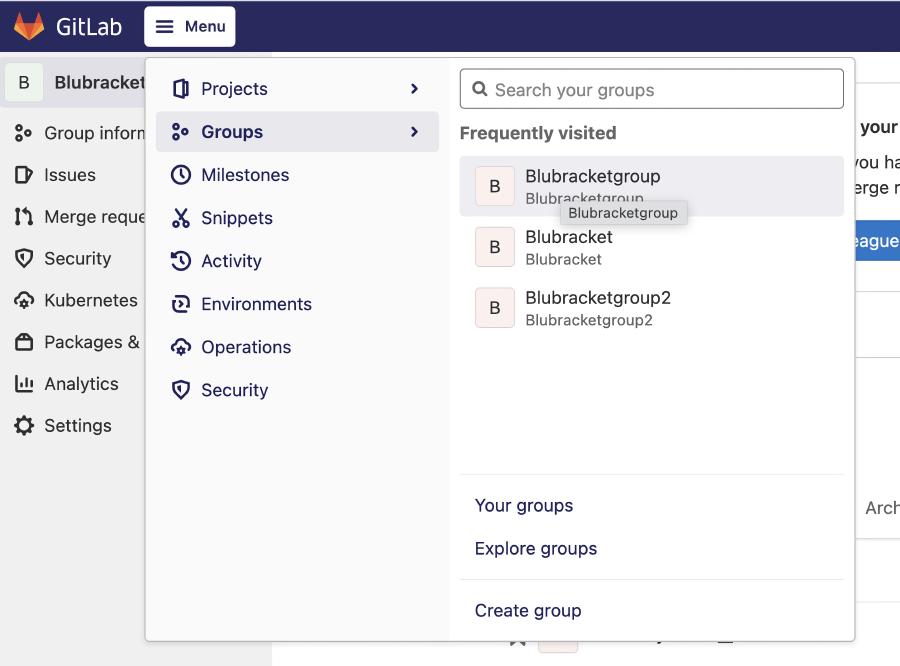 GitLab
Menu
B
Blubracket
Group inform
Issues
Merge reque
Security
Kubernetes
Packages &
Analytics
Settings
Projects
Groups
Milestones
Snippets
Activity
Environments
Operations
Security
Search your groups
Frequently visited
B
Blubracketgroup
Blubracketgroup
Blubracketgroup
B
Blubracket
Blubracket
B
Blubracketgroup2
Blubracketgroup2
Your groups
Explore groups
Create group
your
you ha
erge r
eague
Arch